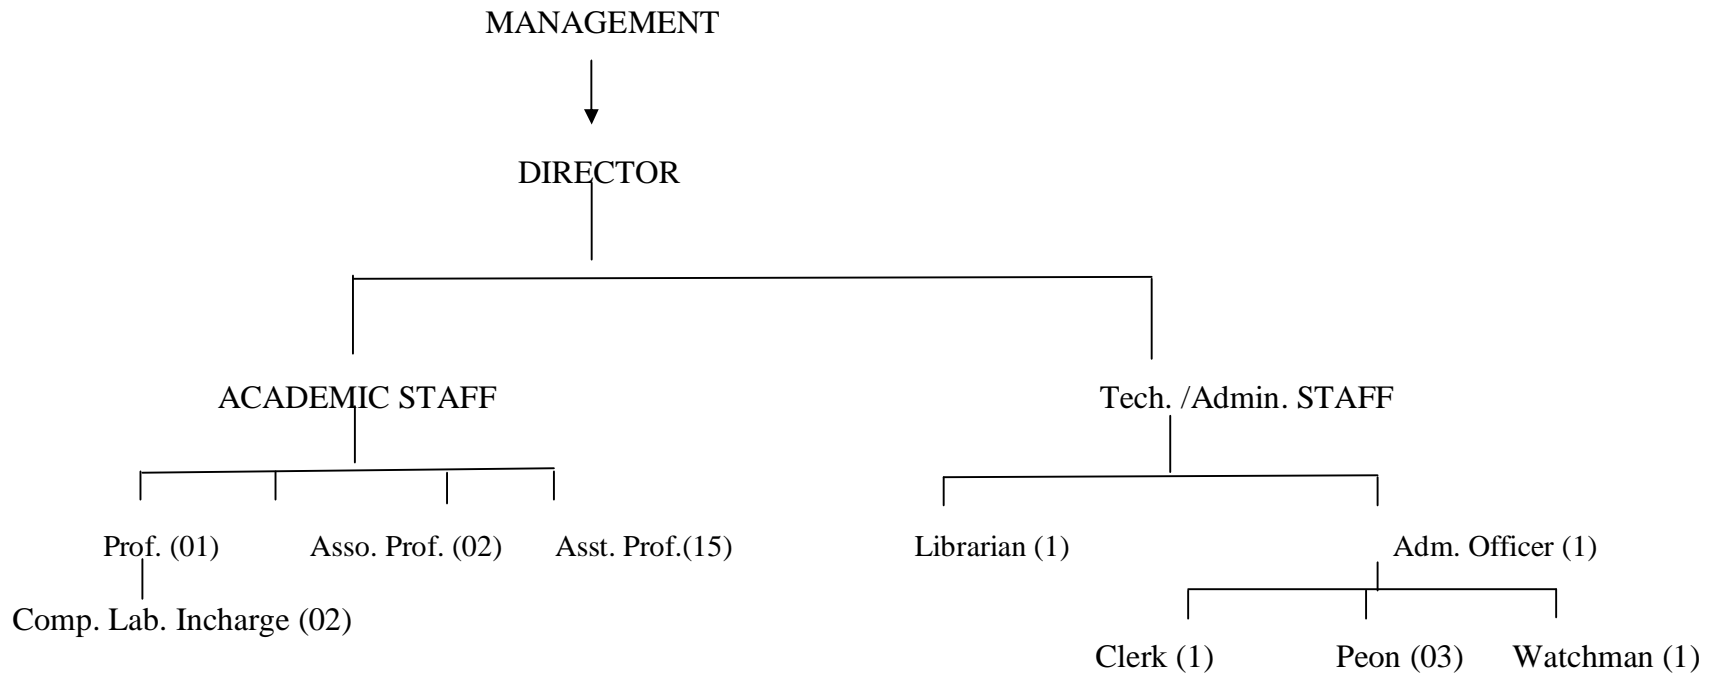 MANAGEMENT
DIRECTOR
ACADEMIC STAFF
Tech. /Admin. STAFF
Prof. (01)
Asso. Prof. (02)
Asst. Prof.(15)
Librarian (1)
Adm. Officer (1)
Comp. Lab. Incharge (02)
Clerk (1)
Peon (03)
Watchman (1)